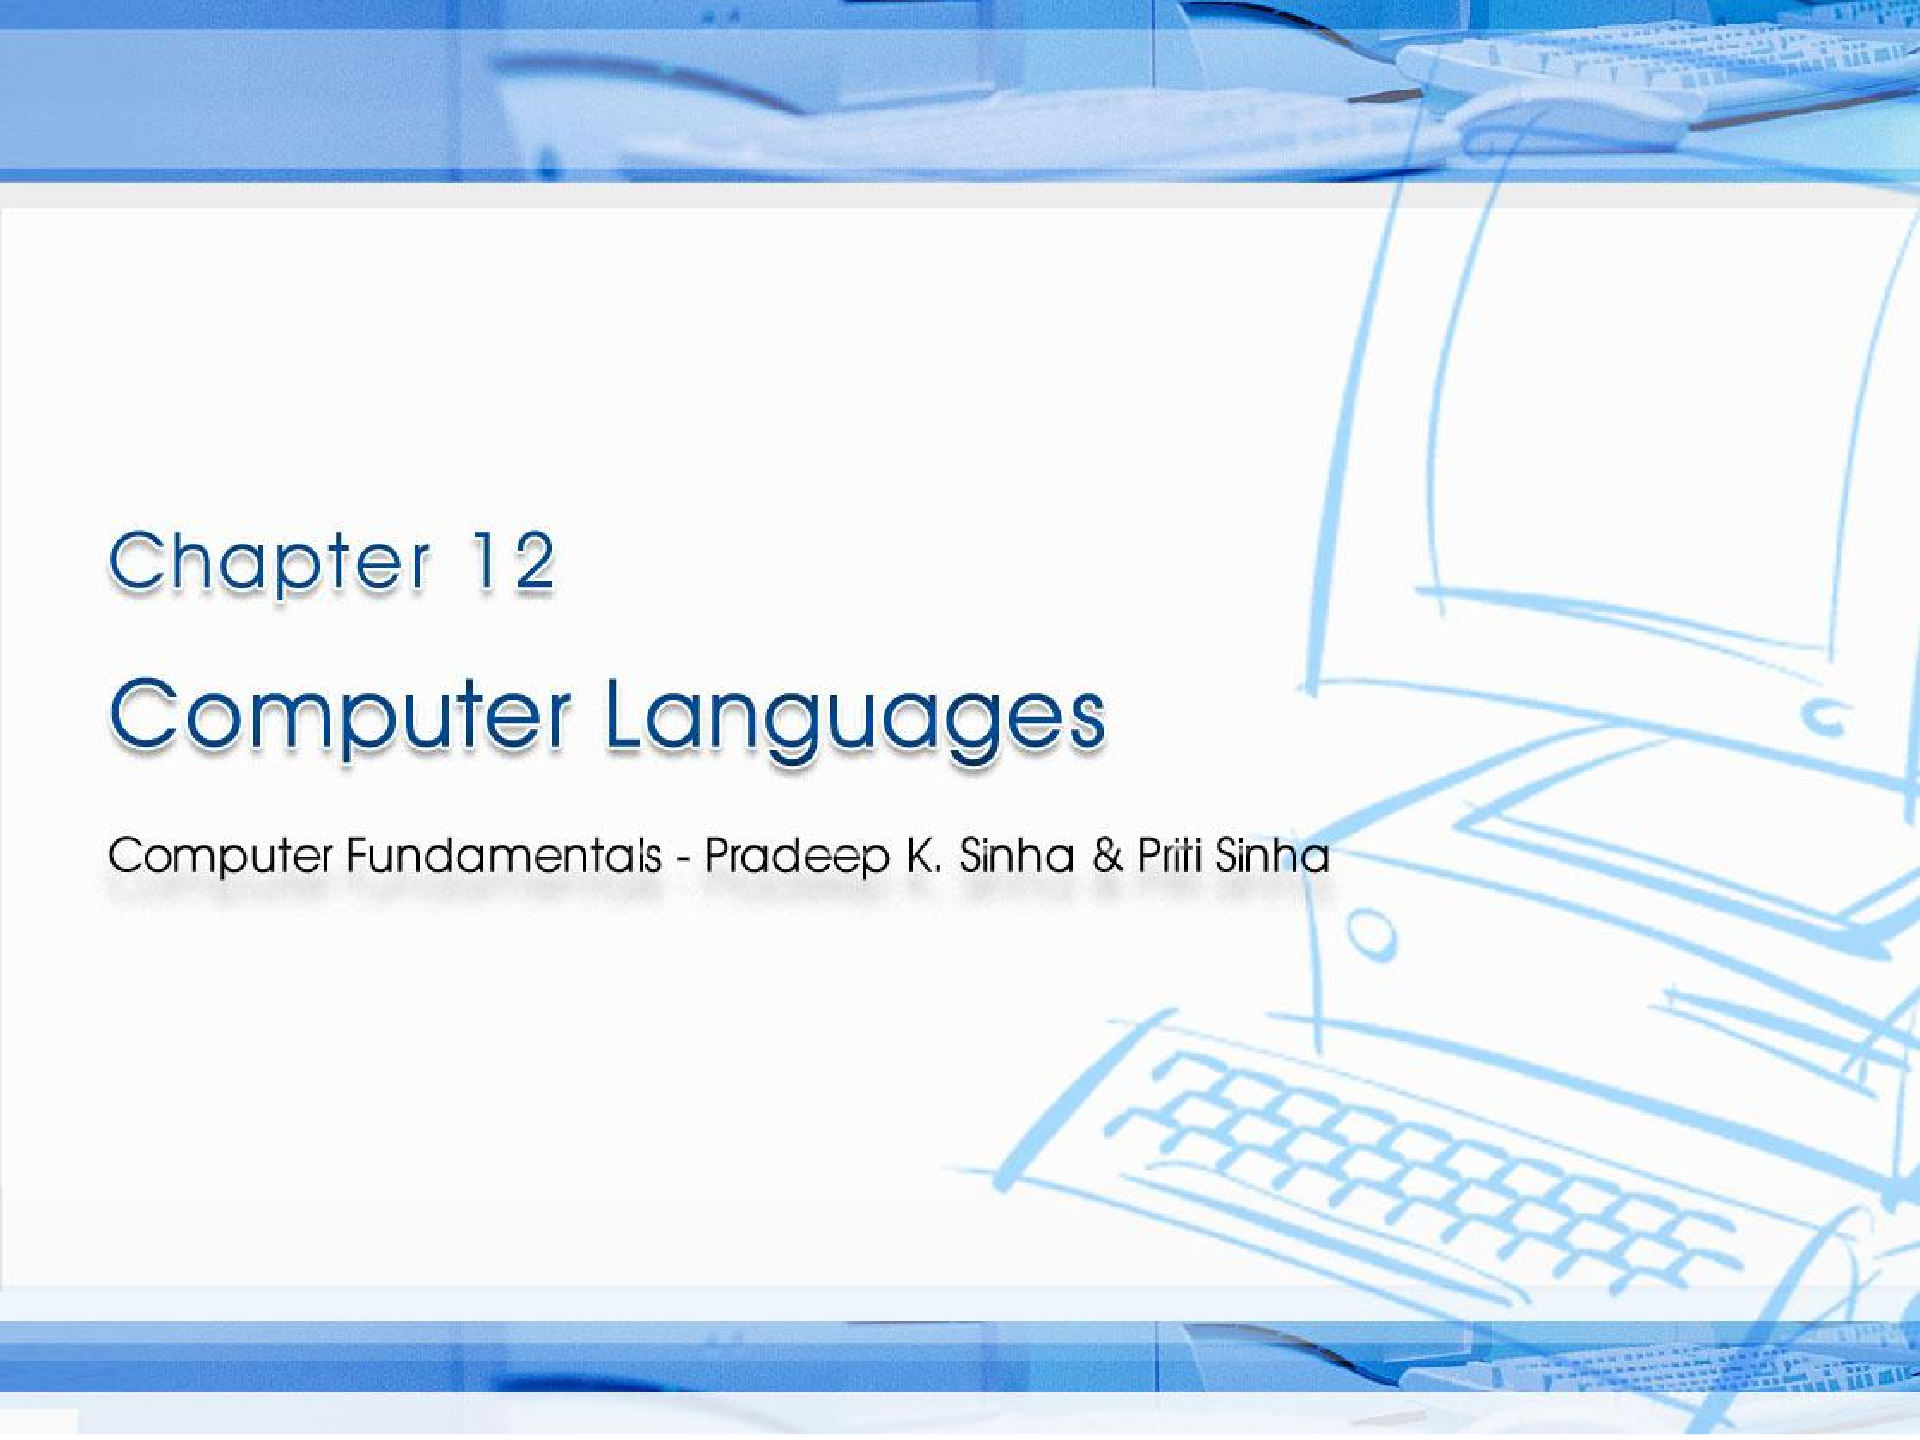 Chapter 12
Computer Languages
Computer Fundamentals - Pradeep K. Sinha & Priti Sinha